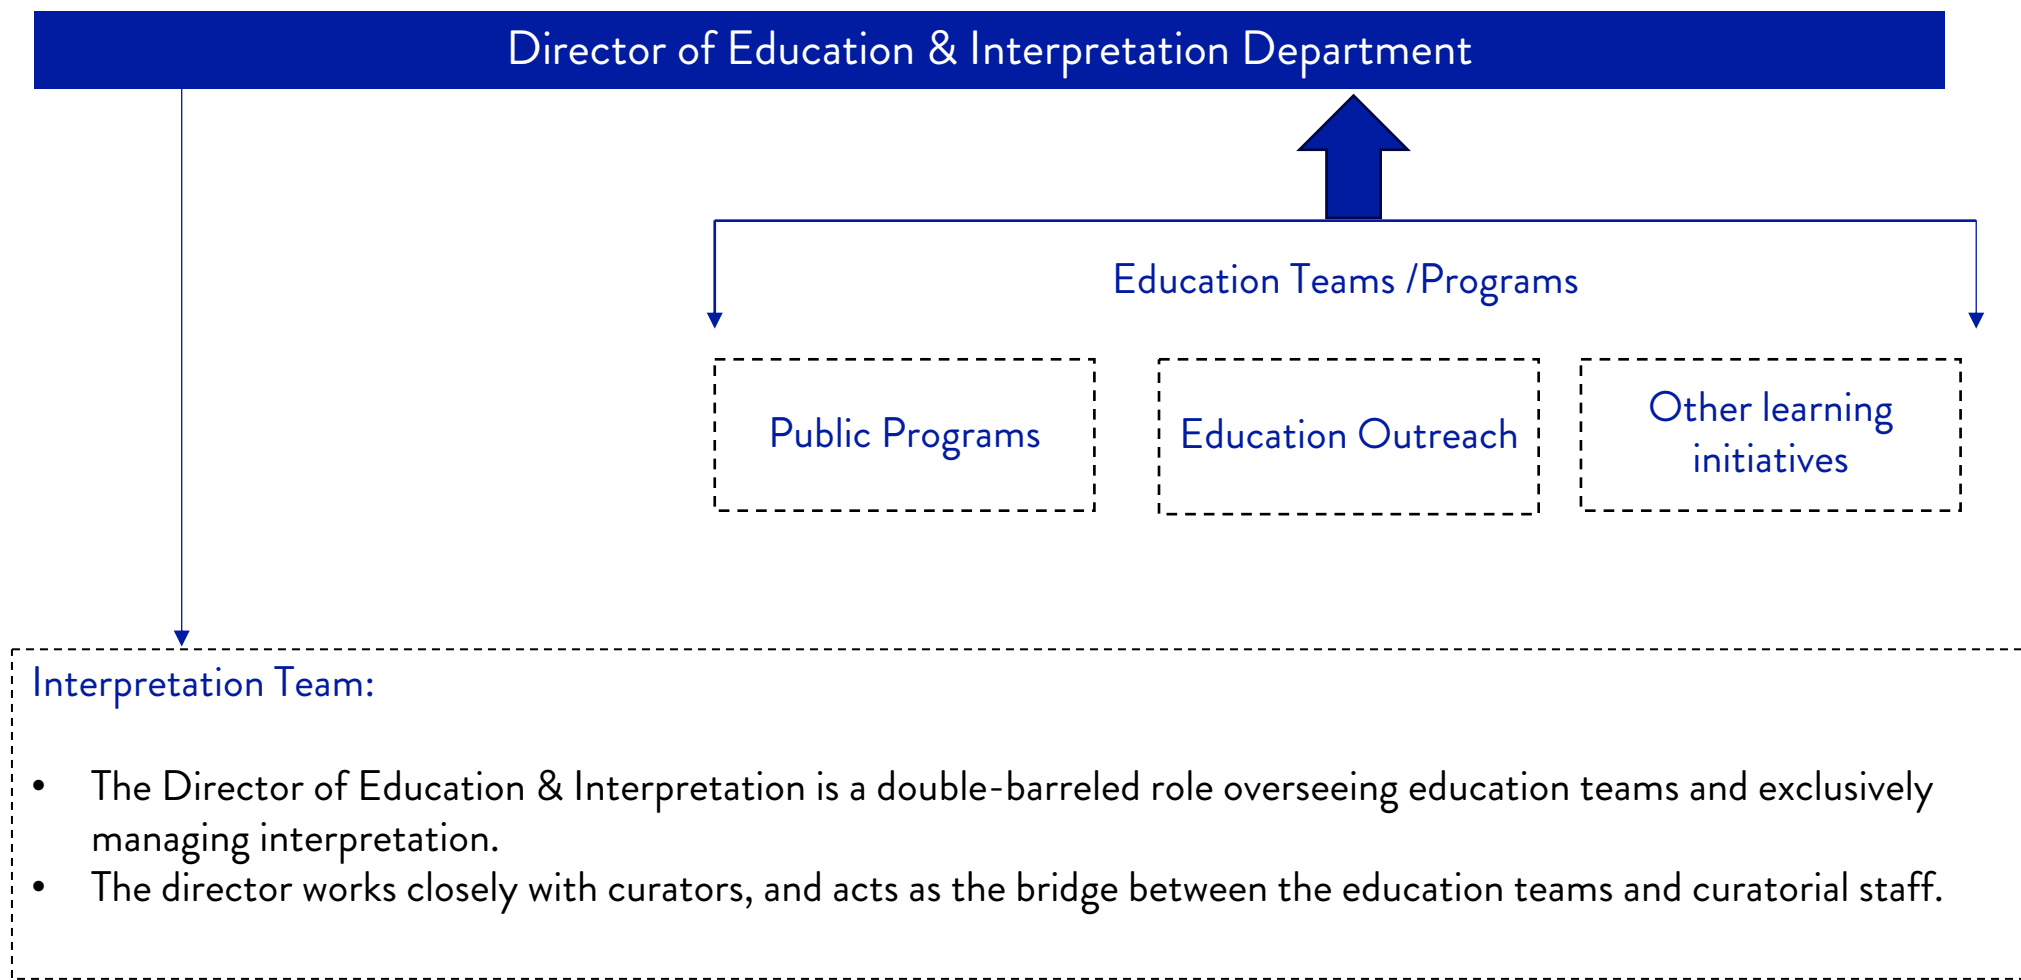 Director of Education & Interpretation Department
Education Teams /Programs
Public Programs
Education Outreach
Other learning
initiatives
Interpretation Team:
• The Director of Education & Interpretation is a double-barreled role overseeing education teams and exclusively
managing interpretation.
• The director works closely with curators, and acts as the bridge between the education teams and curatorial staff.